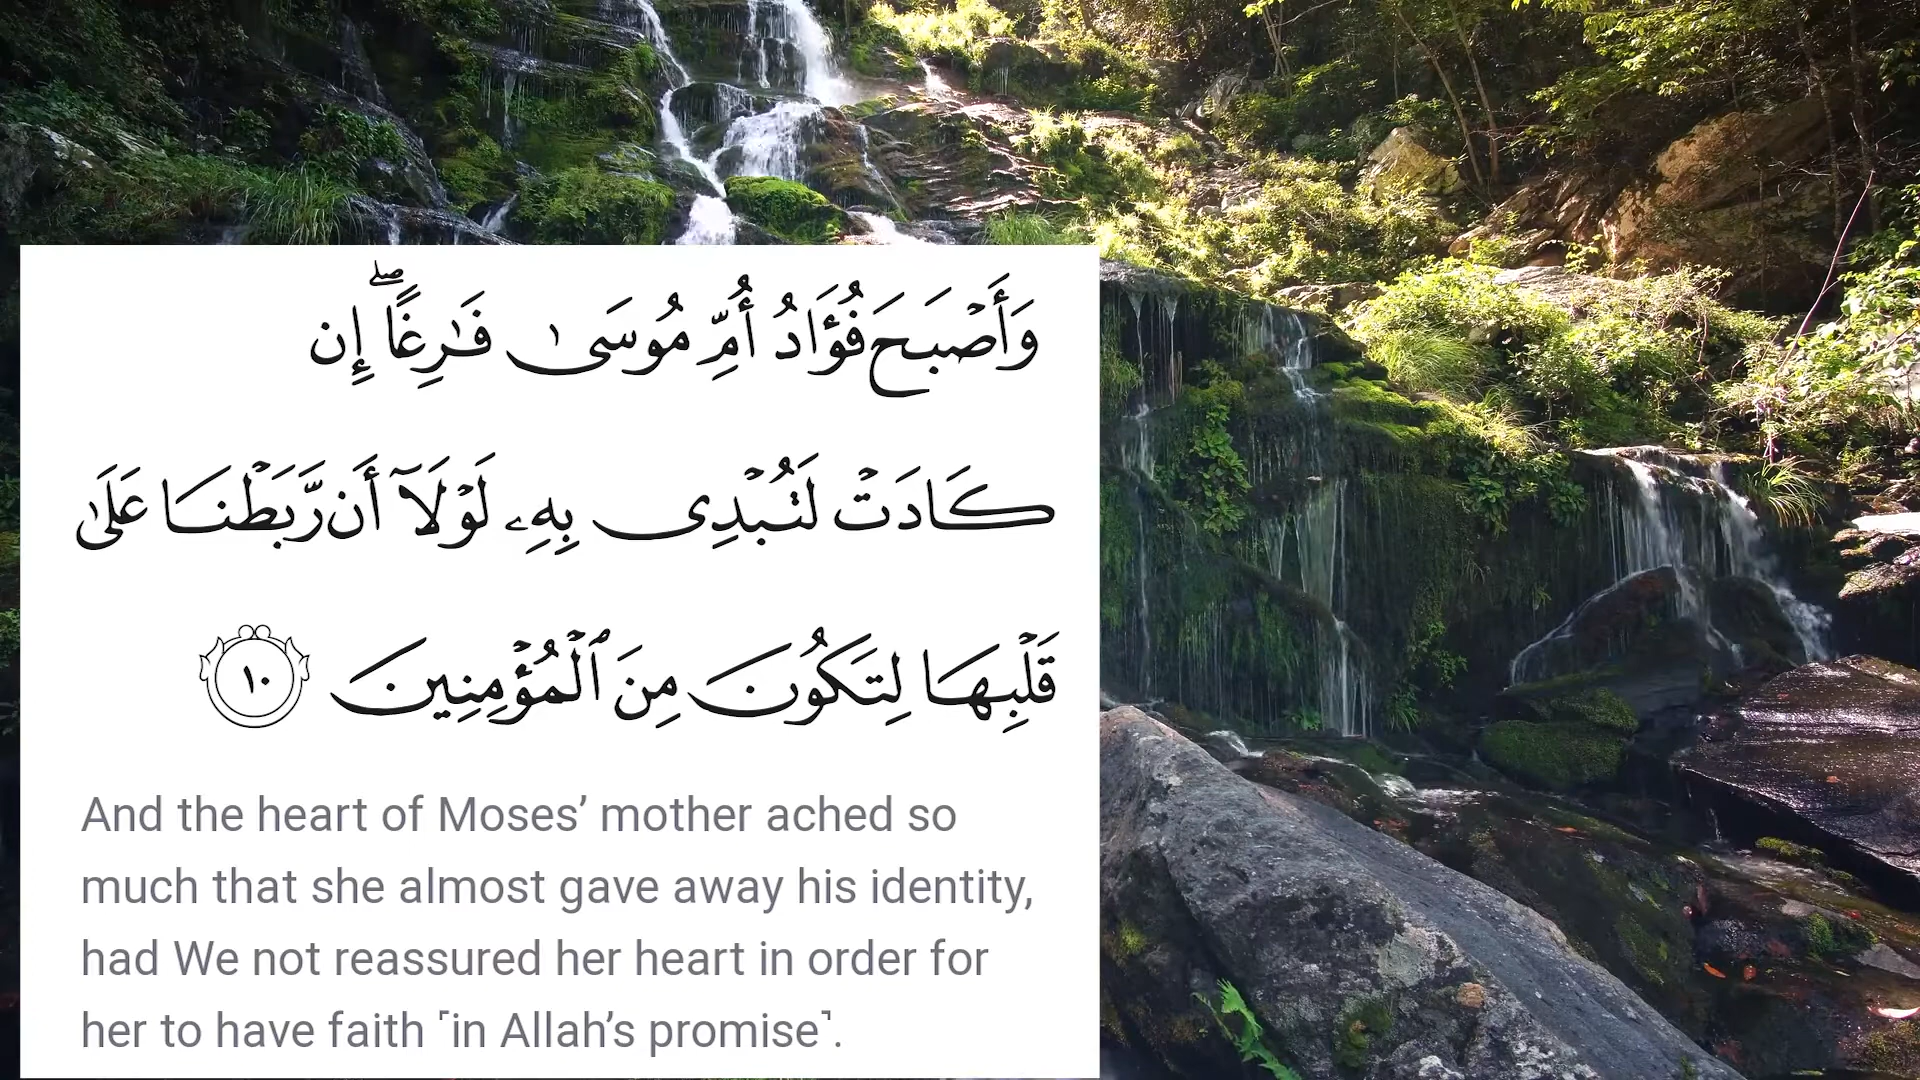 وَأَصْبَحَ فُؤَادُ أُمِّ مُوسَىٰ فَـٰرِغًا ۖ إِن
كَادَتْ لَتُبْدِى بِهِۦ لَوْلَآ أَن رَّبَطْنَا عَلَىٰ
قَلْبِهَا لِتَكُونَ مِنَ ٱلْمُؤْمِنِينَ ١٠
And the heart of Moses’ mother ached so
much that she almost gave away his identity,
had We not reassured her heart in order for
her to have faith ˹in Allah’s promise˺.